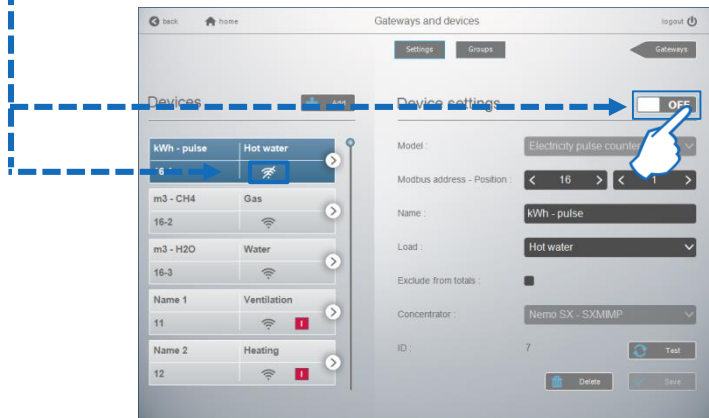 back home Gateways and devices logout
Settings Groups Gateways
Devices Add Device settings OFF
kWh - pulse Hot water
16-1
m3 - CH4 Gas
16-2
m3 - H2O Water
16-3
Name 1 Ventilation
11 I
Name 2 Heating
12 I
Model : Electricity pulse counter
Modbus address - Position : < 16 > < 1 >
Name : kWh - pulse
Load : Hot water
Exclude from totals :
Concentrator : Nemo SX - SXMIMP
ID : 7 Test
Delete Save